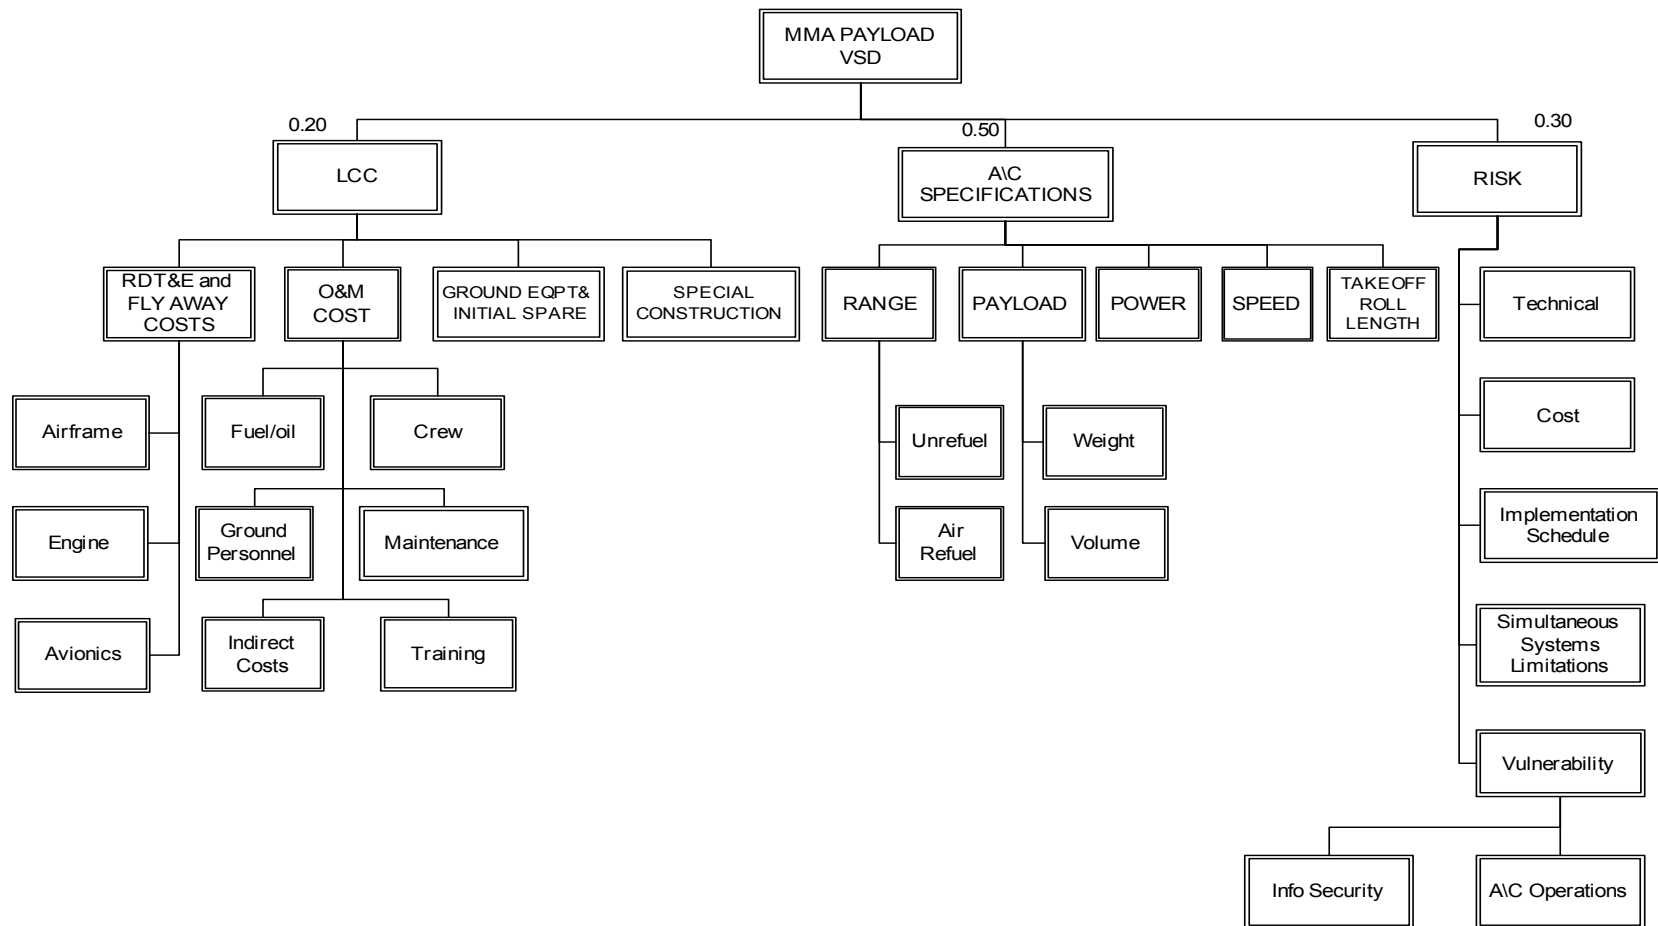 MMA PAYLOAD
VSD
0.20
0.50
0.30
LCC
A\C
SPECIFICATIONS
RISK
RDT&E and
FLY AWAY
COSTS
O&M
COST
GROUND EQPT&
INITIAL SPARE
SPECIAL
CONSTRUCTION
RANGE
PAYLOAD
POWER
SPEED
TAKEOFF
ROLL
LENGTH
Technical
Airframe
Fuel/oil
Crew
Unrefuel
Weight
Cost
Engine
Ground
Personnel
Maintenance
Air
Refuel
Volume
Implementation
Schedule
Avionics
Indirect
Costs
Training
Simultaneous
Systems
Limitations
Vulnerability
Info Security
A\C Operations